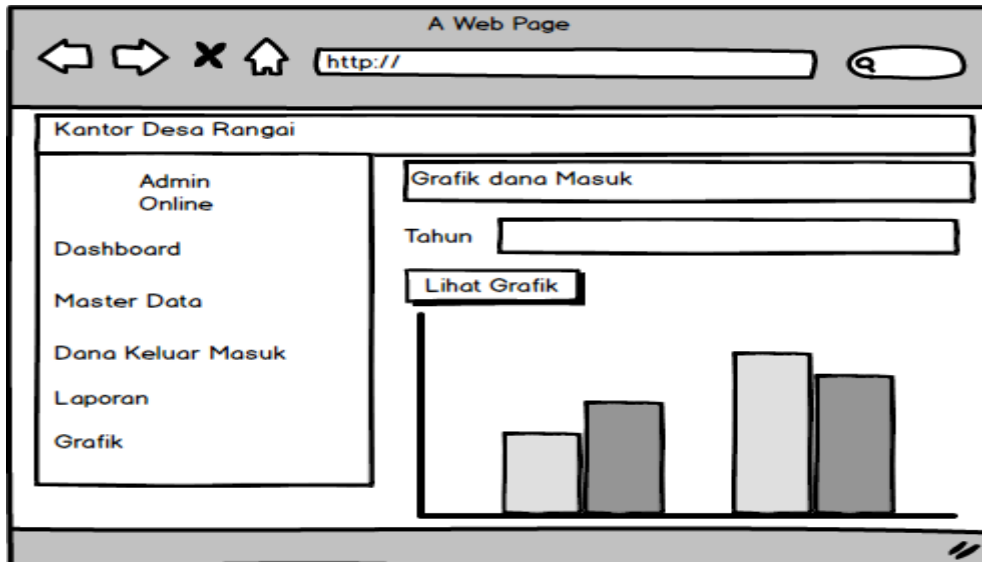 A Web Page
http://
Kantor Desa Rangai
Admin
Online
Dashboard
Master Data
Dana Keluar Masuk
Laporan
Grafik
Grafik dana Masuk
Tahun
Lihat Grafik